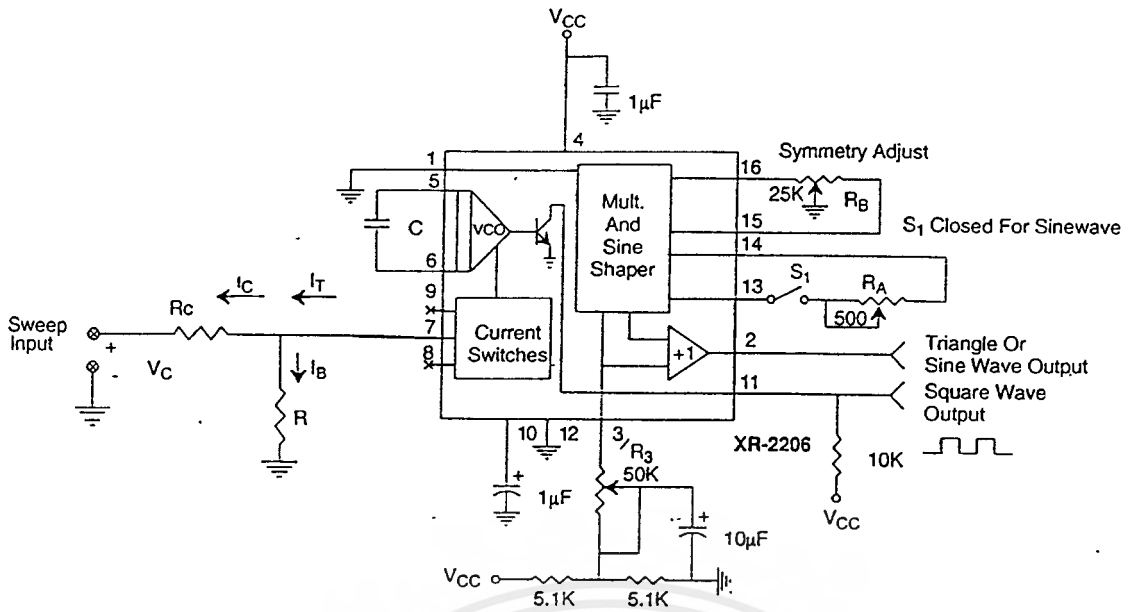 VCC
1µF
4
1
5
C
6
VCO
9
7
8
Current
Switches
Mult.
And
Sine
Shaper
+1
16
Symmetry Adjust
25K
RB
15
S1 Closed For Sinewave
14
13
S1
RA
500
2
Triangle Or
Sine Wave Output
11
Square Wave
Output
IC
IT
Rc
Sweep
Input
+
-
VC
IB
R
10
12
3
R3
50K
XR-2206
10K
VCC
+
1µF
+
10µF
VCC
5.1K
5.1K